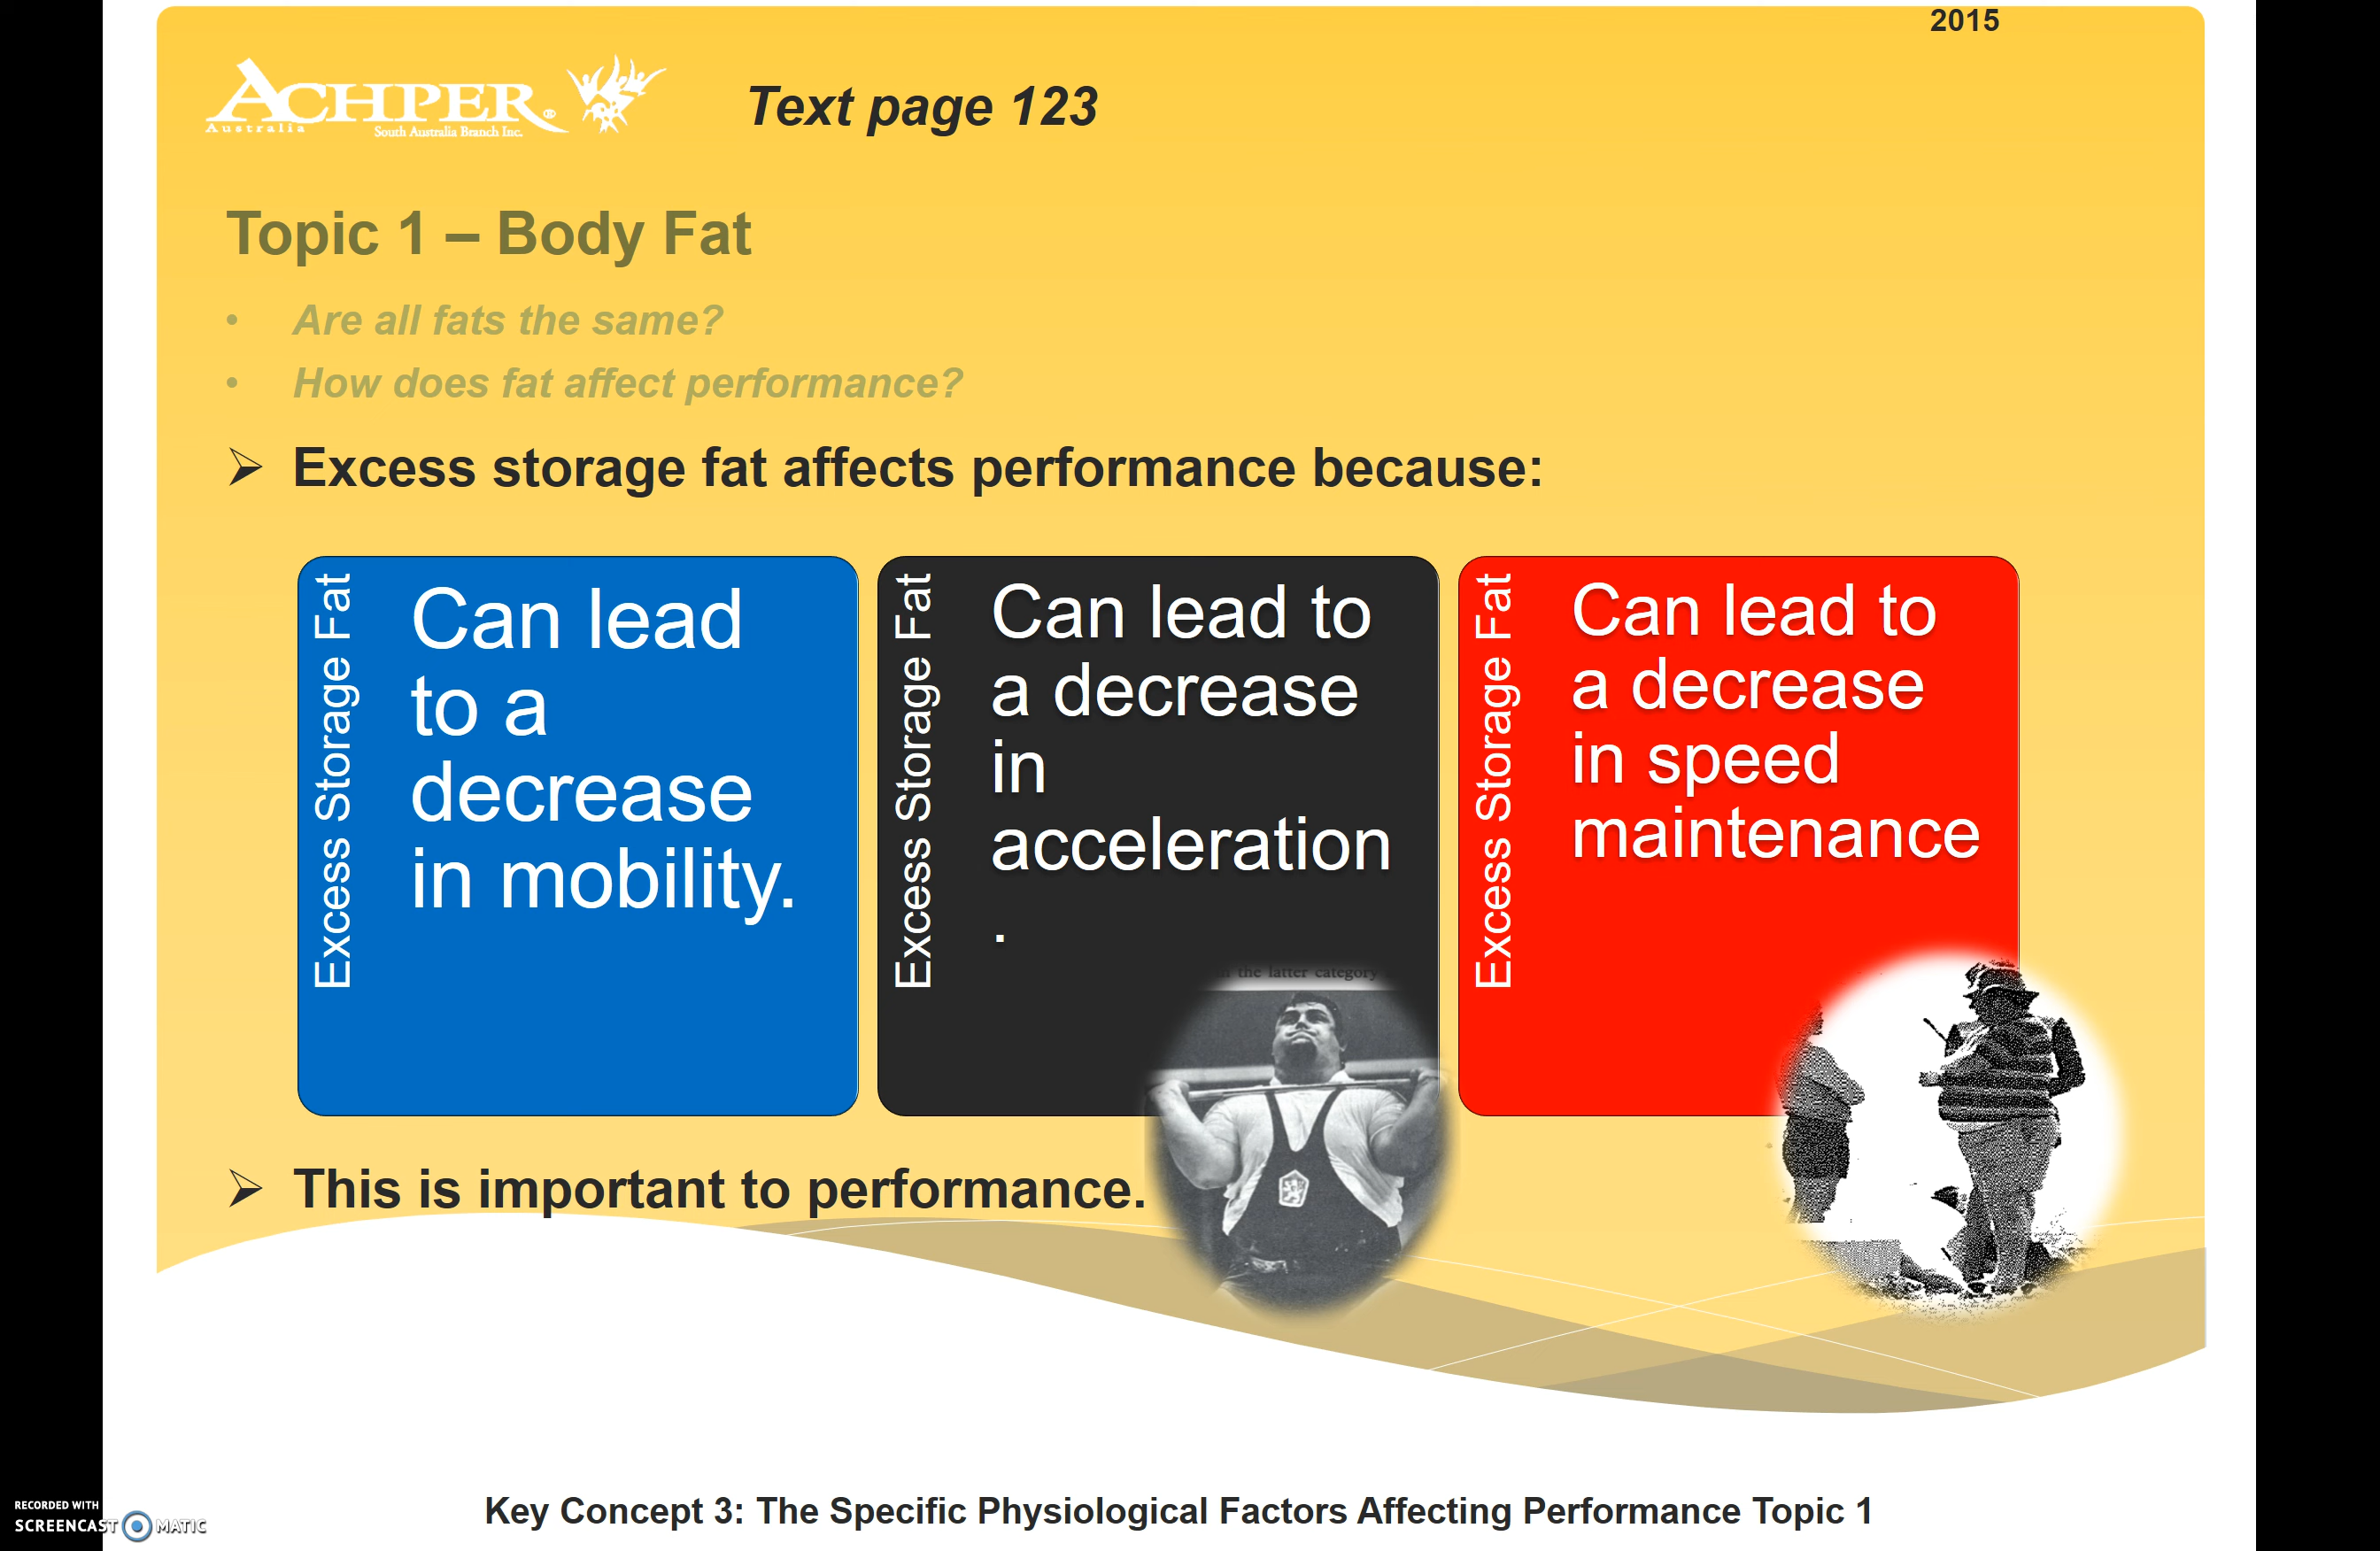 2015
ACHPER®
Australia
South Australia Branch Inc.
Text page 123
Topic 1 – Body Fat
• Are all fats the same?
• How does fat affect performance?
➢ Excess storage fat affects performance because:
Excess Storage Fat
Can lead
to a
decrease
in mobility.
Excess Storage Fat
Can lead to
a decrease
in
acceleration
.
Excess Storage Fat
Can lead to
a decrease
in speed
maintenance
the latter category
➢ This is important to performance.
Key Concept 3: The Specific Physiological Factors Affecting Performance Topic 1
RECORDED WITH
SCREENCAST MATIC